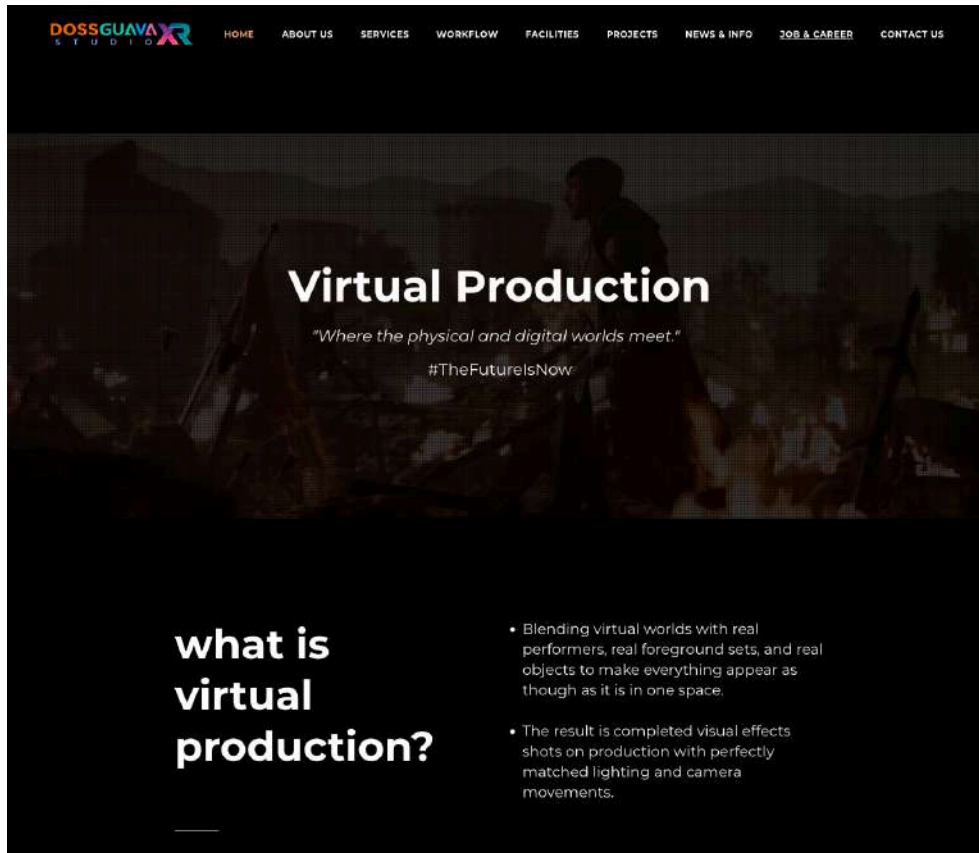 DOSSGUAVA XR
STUDIO
HOME ABOUT US SERVICES WORKFLOW FACILITIES PROJECTS NEWS & INFO JOB & CAREER CONTACT US
Virtual Production
"Where the physical and digital worlds meet."
#TheFutureIsNow
what is
virtual
production?
• Blending virtual worlds with real
performers, real foreground sets, and real
objects to make everything appear as
though as it is in one space.
• The result is completed visual effects
shots on production with perfectly
matched lighting and camera
movements.